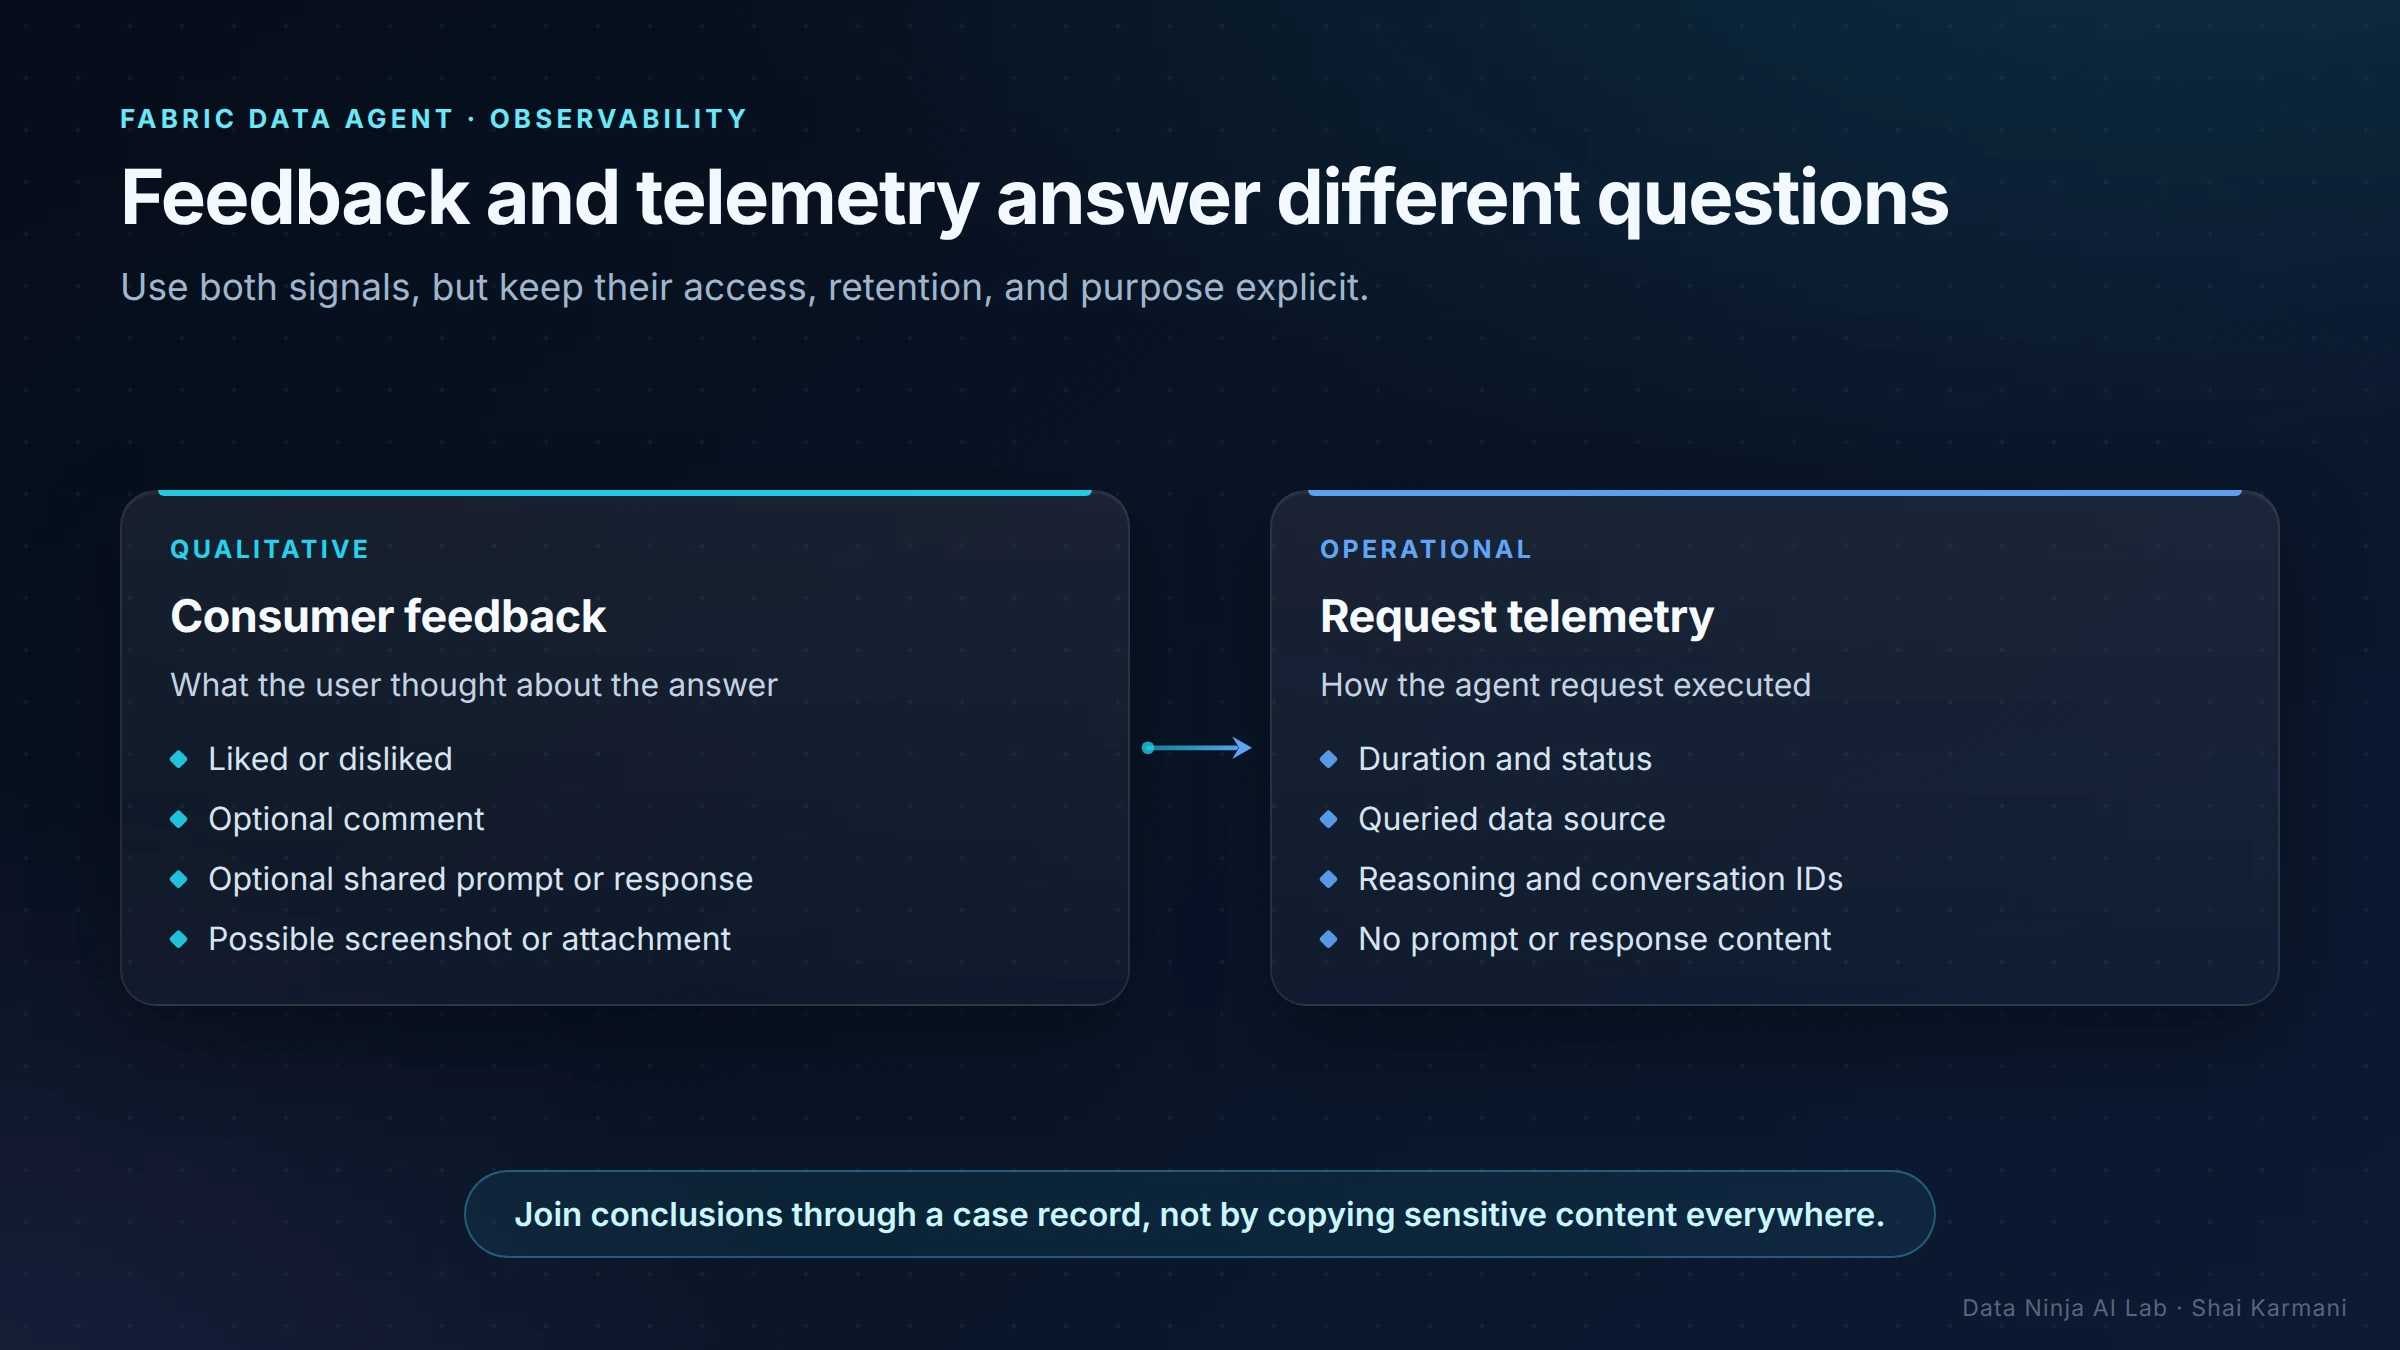 FABRIC DATA AGENT · OBSERVABILITY
Feedback and telemetry answer different questions
Use both signals, but keep their access, retention, and purpose explicit.
QUALITATIVE
Consumer feedback
What the user thought about the answer
Liked or disliked
Optional comment
Optional shared prompt or response
Possible screenshot or attachment
OPERATIONAL
Request telemetry
How the agent request executed
Duration and status
Queried data source
Reasoning and conversation IDs
No prompt or response content
Join conclusions through a case record, not by copying sensitive content everywhere.
Data Ninja AI Lab · Shai Karmani